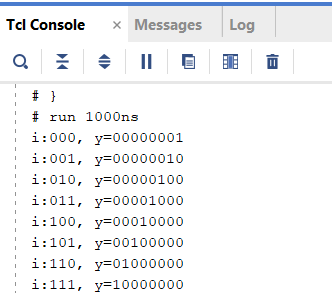 Tcl Console × Messages Log
# }
# run 1000ns
i:000, y=00000001
i:001, y=00000010
i:010, y=00000100
i:011, y=00001000
i:100, y=00010000
i:101, y=00100000
i:110, y=01000000
i:111, y=10000000